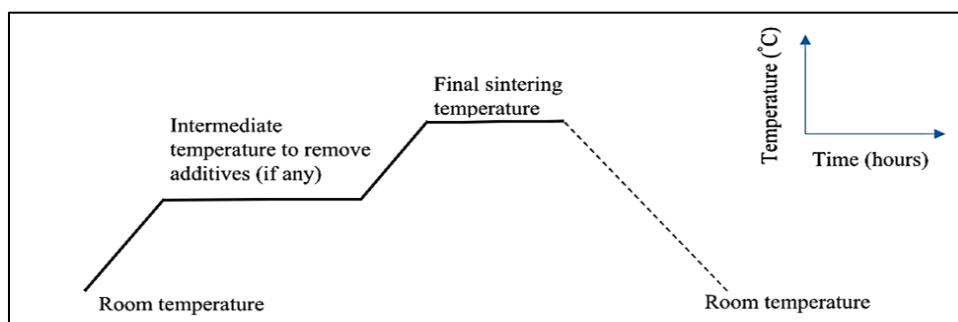 Final sintering
temperature
Intermediate
temperature to remove
additives (if any)
Room temperature
Room temperature
Temperature (°C)
Time (hours)